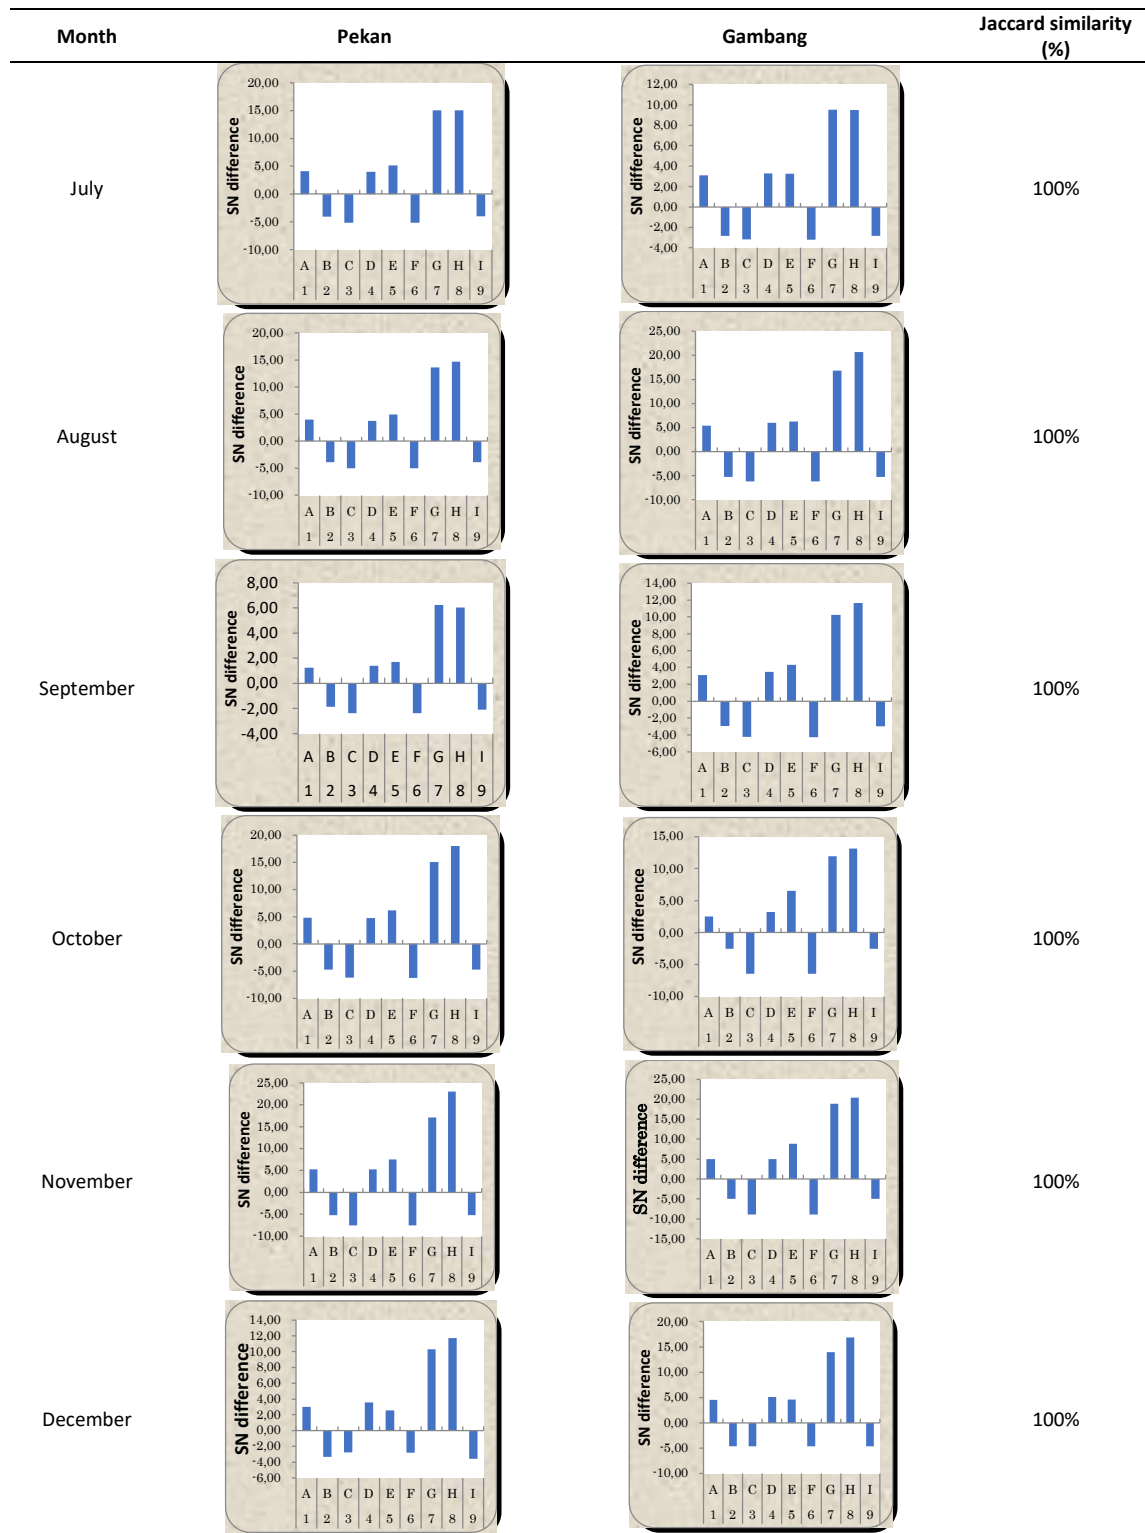 Month Pekan Gambang Jaccard similarity
(%)
July
SN difference
20,00
15,00
10,00
5,00
0,00
-5,00
-10,00
A B C D E F G H I
1 2 3 4 5 6 7 8 9
SN difference
12,00
10,00
8,00
6,00
4,00
2,00
0,00
-2,00
-4,00
A B C D E F G H I
1 2 3 4 5 6 7 8 9
100%
August
SN difference
20,00
15,00
10,00
5,00
0,00
-5,00
-10,00
A B C D E F G H I
1 2 3 4 5 6 7 8 9
SN difference
25,00
20,00
15,00
10,00
5,00
0,00
-5,00
-10,00
A B C D E F G H I
1 2 3 4 5 6 7 8 9
100%
September
SN difference
8,00
6,00
4,00
2,00
0,00
-2,00
-4,00
A B C D E F G H I
1 2 3 4 5 6 7 8 9
SN difference
14,00
12,00
10,00
8,00
6,00
4,00
2,00
0,00
-2,00
-4,00
-6,00
A B C D E F G H I
1 2 3 4 5 6 7 8 9
100%
October
SN difference
20,00
15,00
10,00
5,00
0,00
-5,00
-10,00
A B C D E F G H I
1 2 3 4 5 6 7 8 9
SN difference
15,00
10,00
5,00
0,00
-5,00
-10,00
A B C D E F G H I
1 2 3 4 5 6 7 8 9
100%
November
SN difference
25,00
20,00
15,00
10,00
5,00
0,00
-5,00
-10,00
A B C D E F G H I
1 2 3 4 5 6 7 8 9
SN difference
25,00
20,00
15,00
10,00
5,00
0,00
-5,00
-10,00
-15,00
A B C D E F G H I
1 2 3 4 5 6 7 8 9
100%
December
SN difference
14,00
12,00
10,00
8,00
6,00
4,00
2,00
0,00
-2,00
-4,00
-6,00
A B C D E F G H I
1 2 3 4 5 6 7 8 9
SN difference
20,00
15,00
10,00
5,00
0,00
-5,00
-10,00
A B C D E F G H I
1 2 3 4 5 6 7 8 9
100%